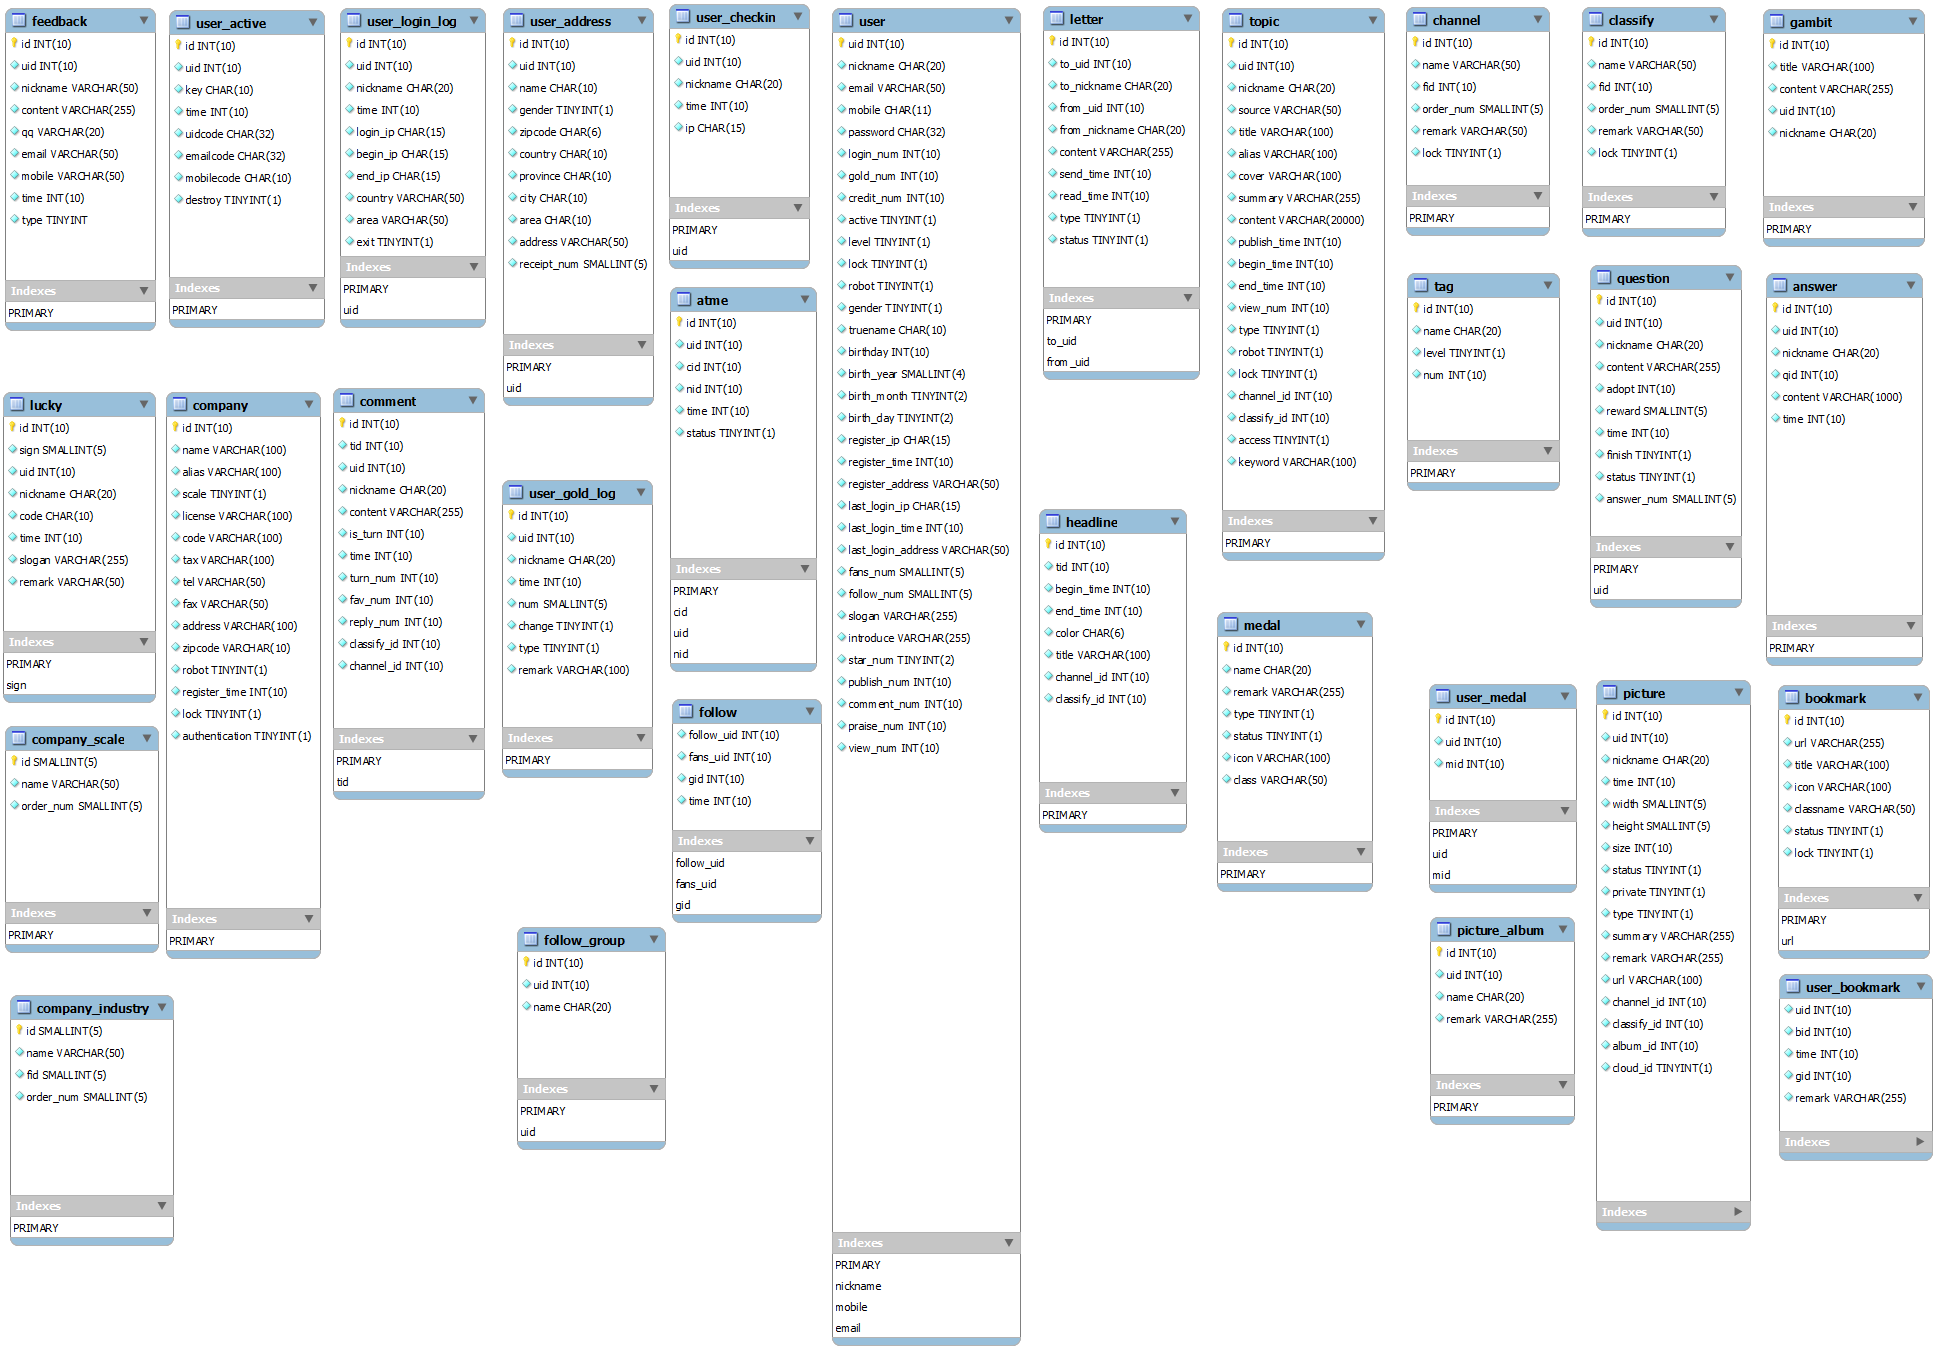 feedback
id INT(10)
uid INT(10)
nickname VARCHAR(50)
content VARCHAR(255)
qq VARCHAR(20)
email VARCHAR(50)
mobile VARCHAR(50)
time INT(10)
type TINYINT
Indexes
PRIMARY
user_active
id INT(10)
uid INT(10)
key CHAR(10)
time INT(10)
uidcode CHAR(32)
emailcode CHAR(32)
mobilecode CHAR(10)
destroy TINYINT(1)
Indexes
PRIMARY
user_login_log
id INT(10)
uid INT(10)
nickname CHAR(20)
time INT(10)
login_ip CHAR(15)
begin_ip CHAR(15)
end_ip CHAR(15)
country VARCHAR(50)
area VARCHAR(50)
exit TINYINT(1)
Indexes
PRIMARY
uid
user_address
id INT(10)
uid INT(10)
name CHAR(10)
gender TINYINT(1)
zipcode CHAR(6)
country CHAR(10)
province CHAR(10)
city CHAR(10)
area CHAR(10)
address VARCHAR(50)
receipt_num SMALLINT(5)
Indexes
PRIMARY
uid
user_checkin
id INT(10)
uid INT(10)
nickname CHAR(20)
time INT(10)
ip CHAR(15)
Indexes
PRIMARY
uid
user
uid INT(10)
nickname CHAR(20)
email VARCHAR(50)
mobile CHAR(11)
password CHAR(32)
login_num INT(10)
gold_num INT(10)
credit_num INT(10)
active TINYINT(1)
level TINYINT(1)
lock TINYINT(1)
robot TINYINT(1)
gender TINYINT(1)
truename CHAR(10)
birthday INT(10)
birth_year SMALLINT(4)
birth_month TINYINT(2)
birth_day TINYINT(2)
register_ip CHAR(15)
register_time INT(10)
register_address VARCHAR(50)
last_login_ip CHAR(15)
last_login_time INT(10)
last_login_address VARCHAR(50)
fans_num SMALLINT(5)
follow_num SMALLINT(5)
slogan VARCHAR(255)
introduce VARCHAR(255)
star_num TINYINT(2)
publish_num INT(10)
comment_num INT(10)
praise_num INT(10)
view_num INT(10)
Indexes
PRIMARY
nickname
mobile
email
letter
id INT(10)
to_uid INT(10)
to_nickname CHAR(20)
from_uid INT(10)
from_nickname CHAR(20)
content VARCHAR(255)
send_time INT(10)
read_time INT(10)
type TINYINT(1)
status TINYINT(1)
Indexes
PRIMARY
to_uid
from_uid
topic
id INT(10)
uid INT(10)
nickname CHAR(20)
source VARCHAR(50)
title VARCHAR(100)
alias VARCHAR(100)
cover VARCHAR(100)
summary VARCHAR(255)
content VARCHAR(20000)
publish_time INT(10)
begin_time INT(10)
end_time INT(10)
view_num INT(10)
type TINYINT(1)
robot TINYINT(1)
lock TINYINT(1)
channel_id INT(10)
classify_id INT(10)
access TINYINT(1)
keyword VARCHAR(100)
Indexes
PRIMARY
channel
id INT(10)
name VARCHAR(50)
fid INT(10)
order_num SMALLINT(5)
remark VARCHAR(50)
lock TINYINT(1)
Indexes
PRIMARY
classify
id INT(10)
name VARCHAR(50)
fid INT(10)
order_num SMALLINT(5)
remark VARCHAR(50)
lock TINYINT(1)
Indexes
PRIMARY
gambit
id INT(10)
title VARCHAR(100)
content VARCHAR(255)
uid INT(10)
nickname CHAR(20)
Indexes
PRIMARY
atme
id INT(10)
uid INT(10)
cid INT(10)
nid INT(10)
time INT(10)
status TINYINT(1)
Indexes
PRIMARY
cid
uid
nid
tag
id INT(10)
name CHAR(20)
level TINYINT(1)
num INT(10)
Indexes
PRIMARY
question
id INT(10)
uid INT(10)
nickname CHAR(20)
content VARCHAR(255)
adopt INT(10)
reward SMALLINT(5)
time INT(10)
finish TINYINT(1)
status TINYINT(1)
answer_num SMALLINT(5)
Indexes
PRIMARY
uid
answer
id INT(10)
uid INT(10)
nickname CHAR(20)
qid INT(10)
content VARCHAR(1000)
time INT(10)
Indexes
PRIMARY
lucky
id INT(10)
sign SMALLINT(5)
uid INT(10)
nickname CHAR(20)
code CHAR(10)
time INT(10)
slogan VARCHAR(255)
remark VARCHAR(50)
Indexes
PRIMARY
sign
company
id INT(10)
name VARCHAR(100)
alias VARCHAR(100)
scale TINYINT(1)
license VARCHAR(100)
code VARCHAR(100)
tax VARCHAR(100)
tel VARCHAR(50)
fax VARCHAR(50)
address VARCHAR(100)
zipcode VARCHAR(10)
robot TINYINT(1)
register_time INT(10)
lock TINYINT(1)
authentication TINYINT(1)
Indexes
PRIMARY
comment
id INT(10)
tid INT(10)
uid INT(10)
nickname CHAR(20)
content VARCHAR(255)
is_turn INT(10)
time INT(10)
turn_num INT(10)
fav_num INT(10)
reply_num INT(10)
classify_id INT(10)
channel_id INT(10)
Indexes
PRIMARY
tid
user_gold_log
id INT(10)
uid INT(10)
nickname CHAR(20)
time INT(10)
num SMALLINT(5)
change TINYINT(1)
type TINYINT(1)
remark VARCHAR(100)
Indexes
PRIMARY
headline
id INT(10)
tid INT(10)
begin_time INT(10)
end_time INT(10)
color CHAR(6)
title VARCHAR(100)
channel_id INT(10)
classify_id INT(10)
Indexes
PRIMARY
medal
id INT(10)
name CHAR(20)
remark VARCHAR(255)
type TINYINT(1)
status TINYINT(1)
icon VARCHAR(100)
class VARCHAR(50)
Indexes
PRIMARY
user_medal
id INT(10)
uid INT(10)
mid INT(10)
Indexes
PRIMARY
uid
mid
picture
id INT(10)
uid INT(10)
nickname CHAR(20)
time INT(10)
width SMALLINT(5)
height SMALLINT(5)
size INT(10)
status TINYINT(1)
private TINYINT(1)
type TINYINT(1)
summary VARCHAR(255)
remark VARCHAR(255)
url VARCHAR(100)
channel_id INT(10)
classify_id INT(10)
album_id INT(10)
cloud_id TINYINT(1)
Indexes
bookmark
id INT(10)
url VARCHAR(255)
title VARCHAR(100)
icon VARCHAR(100)
classname VARCHAR(50)
status TINYINT(1)
lock TINYINT(1)
Indexes
PRIMARY
url
company_scale
id SMALLINT(5)
name VARCHAR(50)
order_num SMALLINT(5)
Indexes
PRIMARY
follow
follow_uid INT(10)
fans_uid INT(10)
gid INT(10)
time INT(10)
Indexes
follow_uid
fans_uid
gid
follow_group
id INT(10)
uid INT(10)
name CHAR(20)
Indexes
PRIMARY
uid
picture_album
id INT(10)
uid INT(10)
name CHAR(20)
remark VARCHAR(255)
Indexes
PRIMARY
user_bookmark
uid INT(10)
bid INT(10)
time INT(10)
gid INT(10)
remark VARCHAR(255)
Indexes
company_industry
id SMALLINT(5)
name VARCHAR(50)
fid SMALLINT(5)
order_num SMALLINT(5)
Indexes
PRIMARY